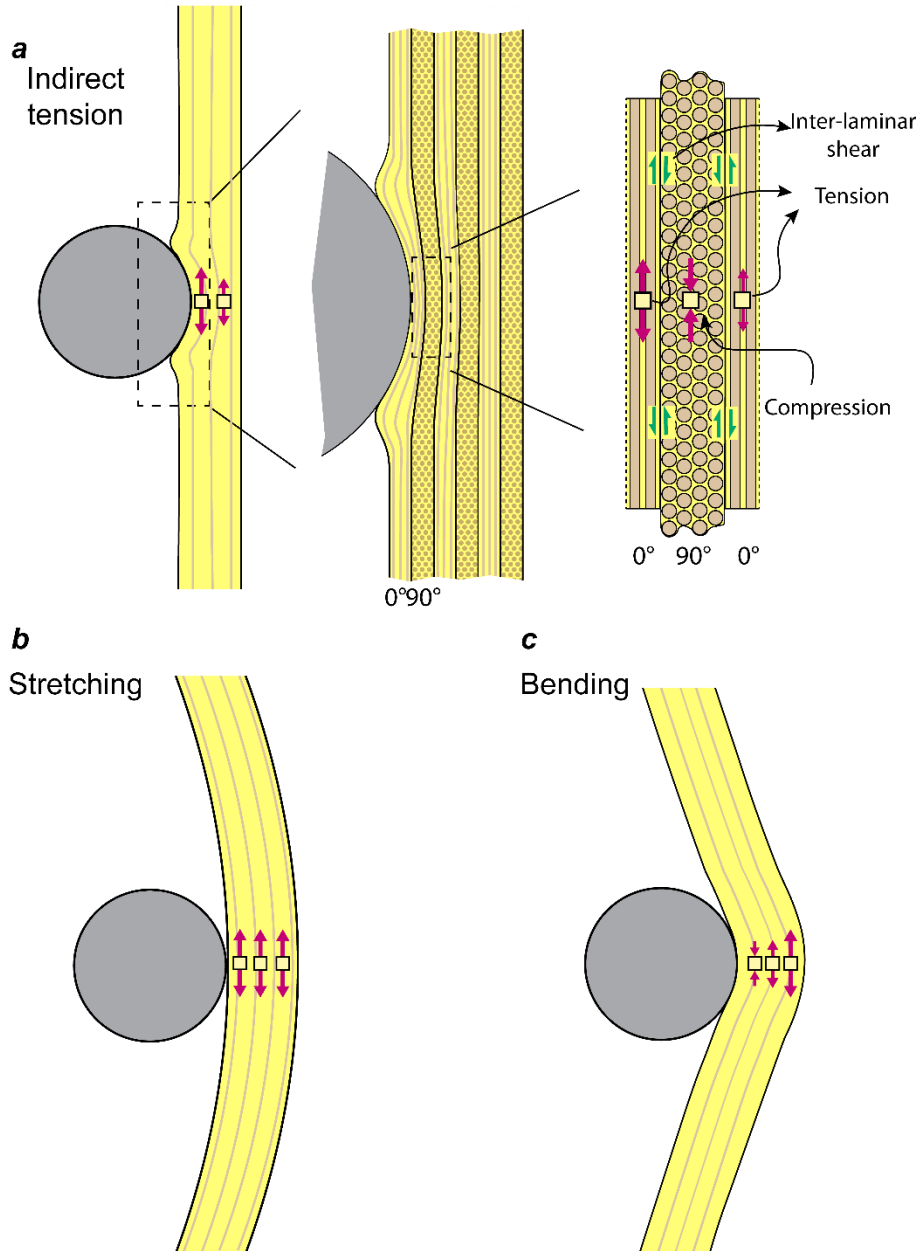 a
Indirect
tension
Inter-laminar
shear
Tension
Compression
0° 90° 0°
0°90°
b
Stretching
c
Bending